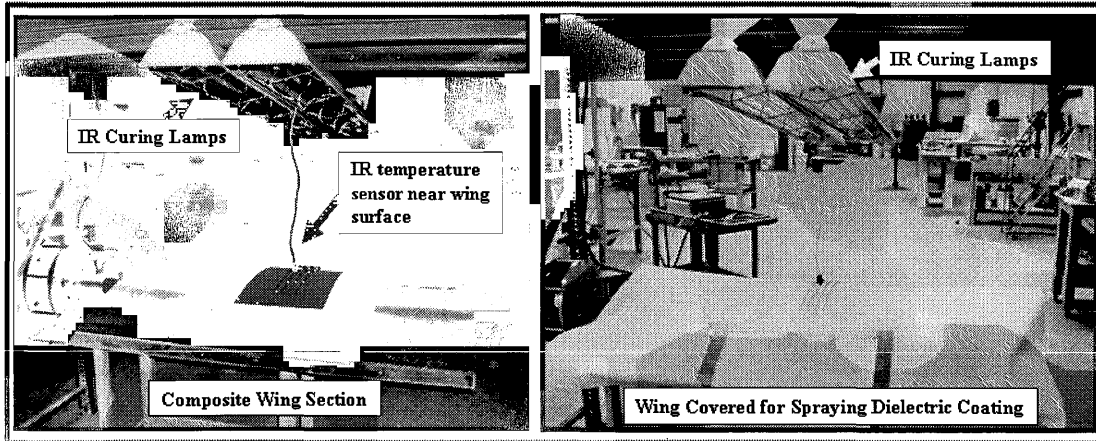 IR Curing Lamps
IR temperature
sensor near wing
surface
Composite Wing Section
IR Curing Lamps
Wing Covered for Spraying Dielectric Coating